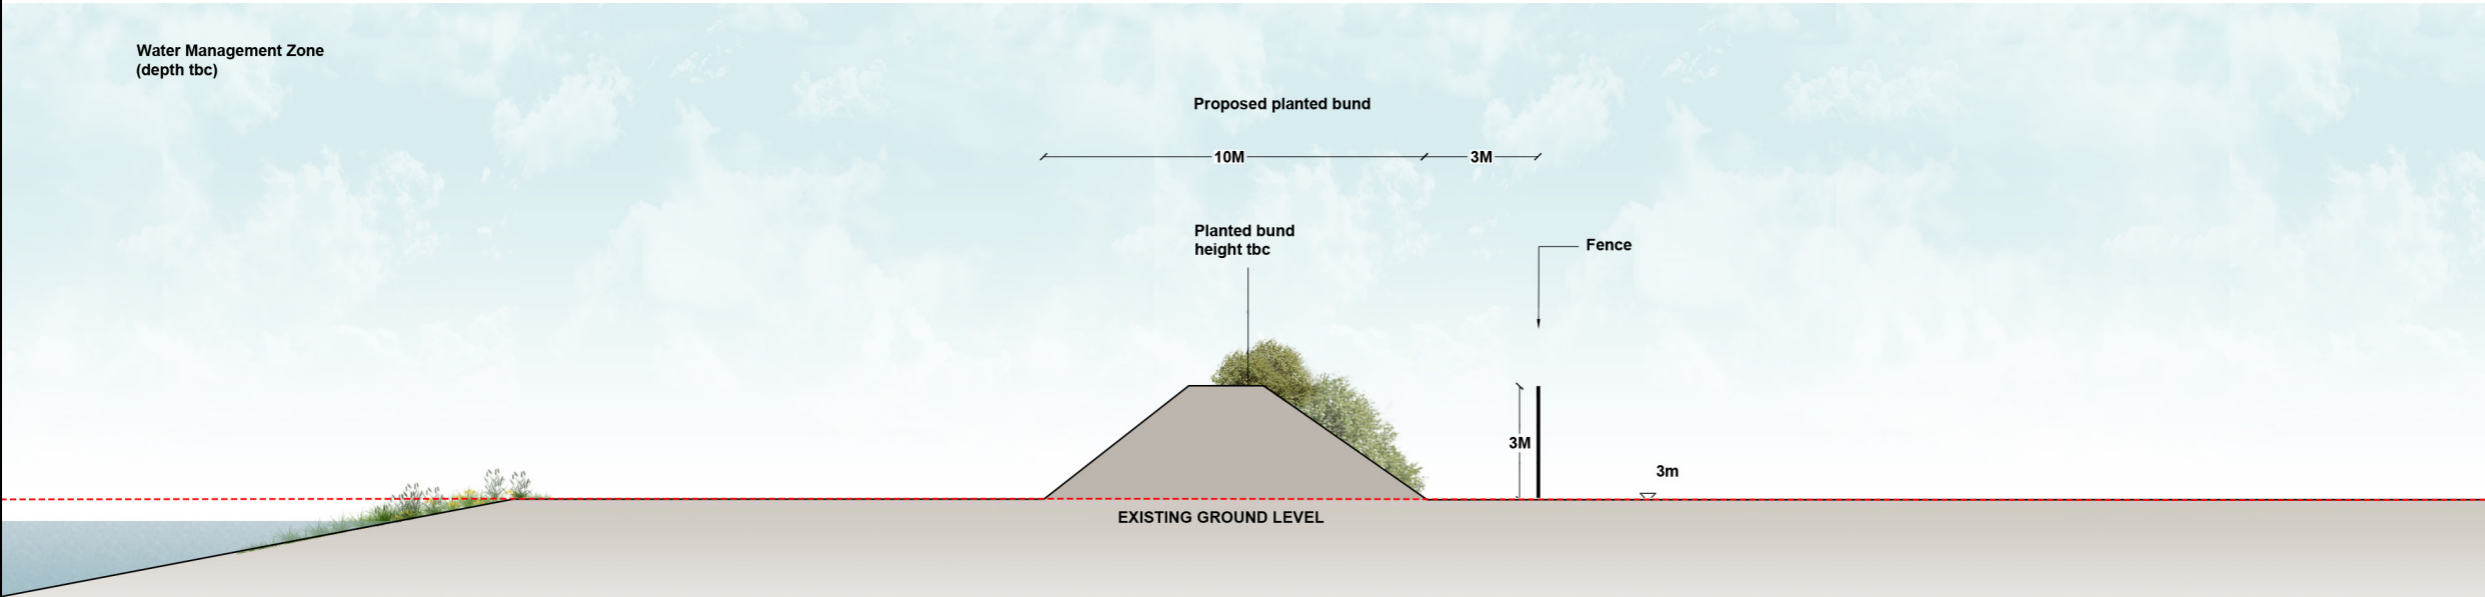 Water Management Zone
(depth tbc)
Proposed planted bund
10M
3M
Planted bund
height tbc
Fence
3M
3m
EXISTING GROUND LEVEL